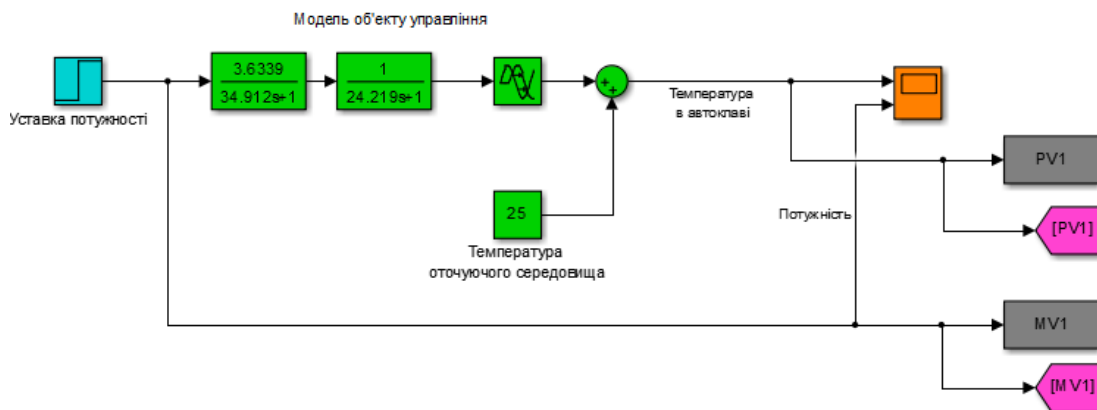 Модель об'єкту управління
3.6339
34.912s+1
1
24.219s+1
Уставка потужності
Температура
в автоклаві
PV1
[PV1]
25
Потужність
Температура
оточуючого середовища
MV1
[MV1]